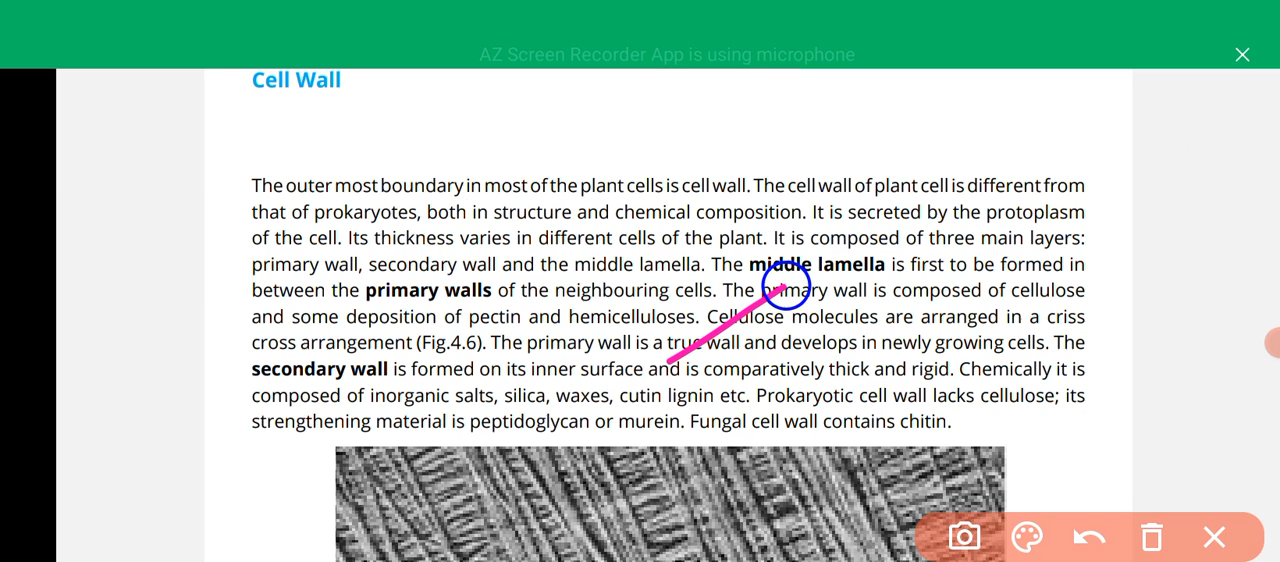 AZ Screen Recorder App is using microphone
Cell Wall
The outer most boundary in most of the plant cells is cell wall. The cell wall of plant cell is different from
that of prokaryotes, both in structure and chemical composition. It is secreted by the protoplasm
of the cell. Its thickness varies in different cells of the plant. It is composed of three main layers:
primary wall, secondary wall and the middle lamella. The middle lamella is first to be formed in
between the primary walls of the neighbouring cells. The primary wall is composed of cellulose
and some deposition of pectin and hemicelluloses. Cellulose molecules are arranged in a criss
cross arrangement (Fig.4.6). The primary wall is a true wall and develops in newly growing cells. The
secondary wall is formed on its inner surface and is comparatively thick and rigid. Chemically it is
composed of inorganic salts, silica, waxes, cutin lignin etc. Prokaryotic cell wall lacks cellulose; its
strengthening material is peptidoglycan or murein. Fungal cell wall contains chitin.